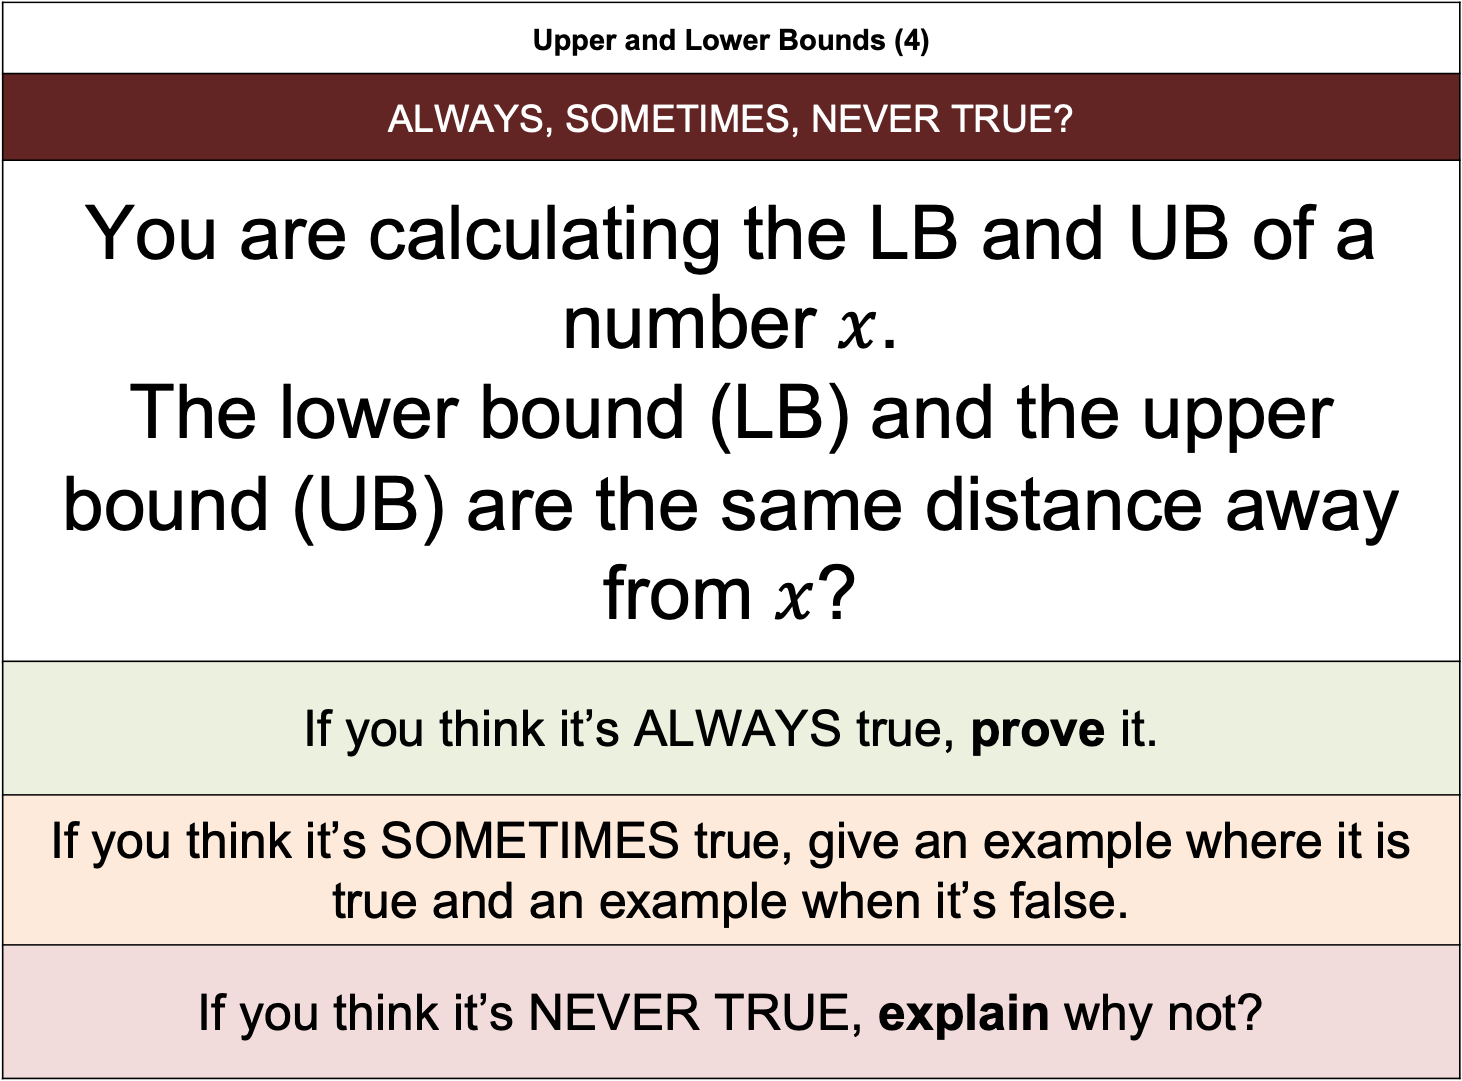 Upper and Lower Bounds (4)
ALWAYS, SOMETIMES, NEVER TRUE?
You are calculating the LB and UB of a
number 𝑥.
The lower bound (LB) and the upper
bound (UB) are the same distance away
from 𝑥?
If you think it’s ALWAYS true, prove it.
If you think it’s SOMETIMES true, give an example where it is
true and an example when it’s false.
If you think it’s NEVER TRUE, explain why not?